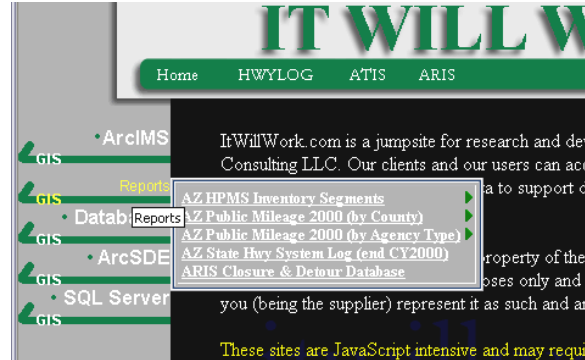 IT WILL W
Home HWYLOG ATIS ARIS
•ArcIMS
GIS
Reports
GIS
• Datab
Reports
GIS
•ArcSDE
GIS
• SQL Server
GIS
ItWillWork.com is a jumpsite for research and de
Consulting LLC. Our clients and our users can acc
ta to support o
AZ HPMS Inventory Segments
AZ Public Mileage 2000 (by County)
AZ Public Mileage 2000 (by Agency Type)
AZ State Hwy System Log (end CY2000)
ARIS Closure & Detour Database
roperty of the
oses only and
you (being the supplier) represent it as such and a
These sites are JavaScript intensive and may requi